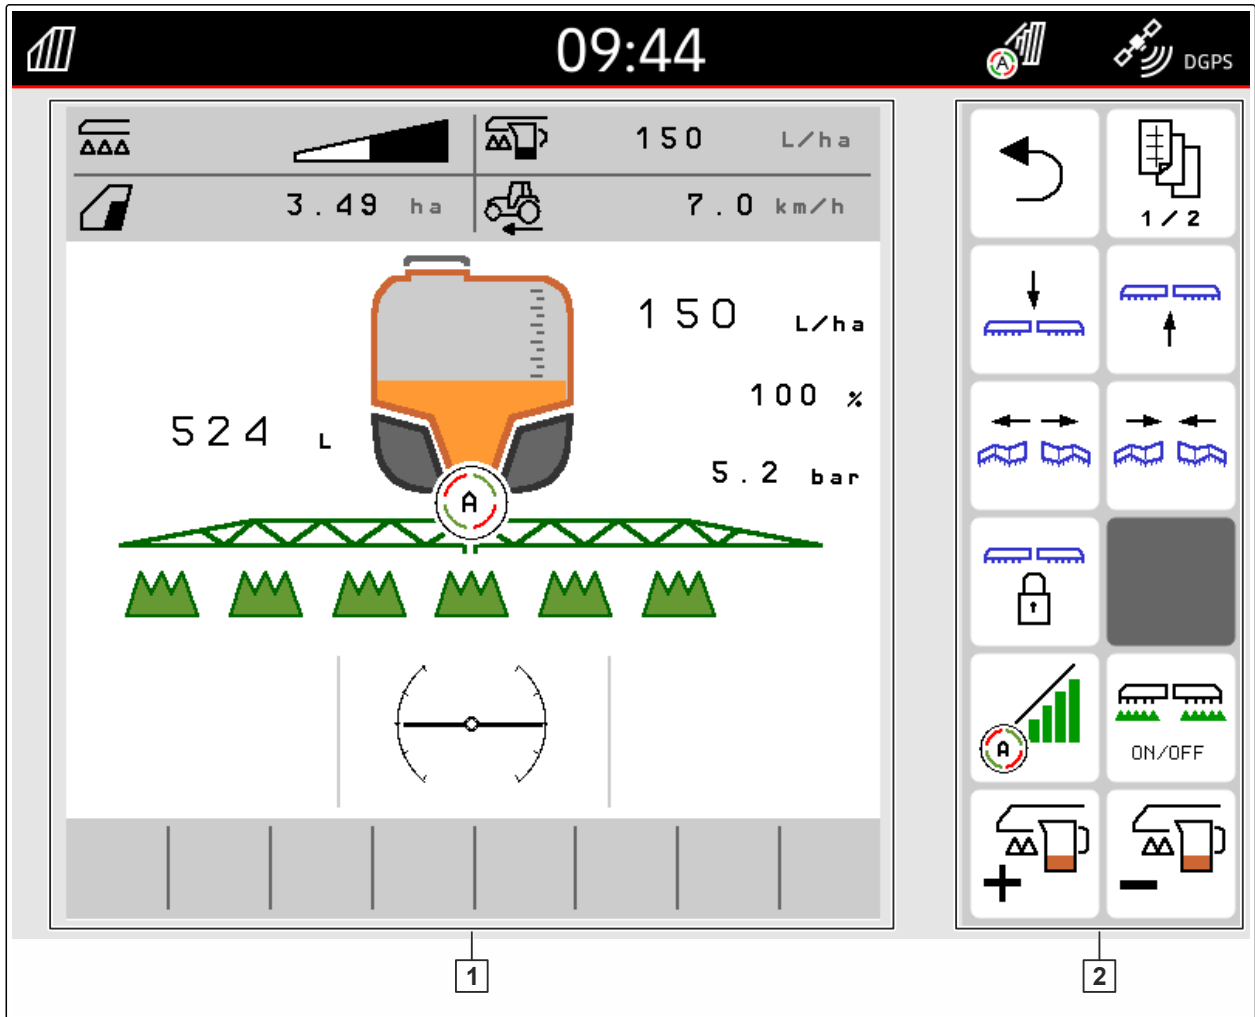 09:44
A
DGPS
150 L/ha
3.49 ha
7.0 km/h
1/2
150 L/ha
100 %
524 L
5.2 bar
A
A
ON/OFF
1
2